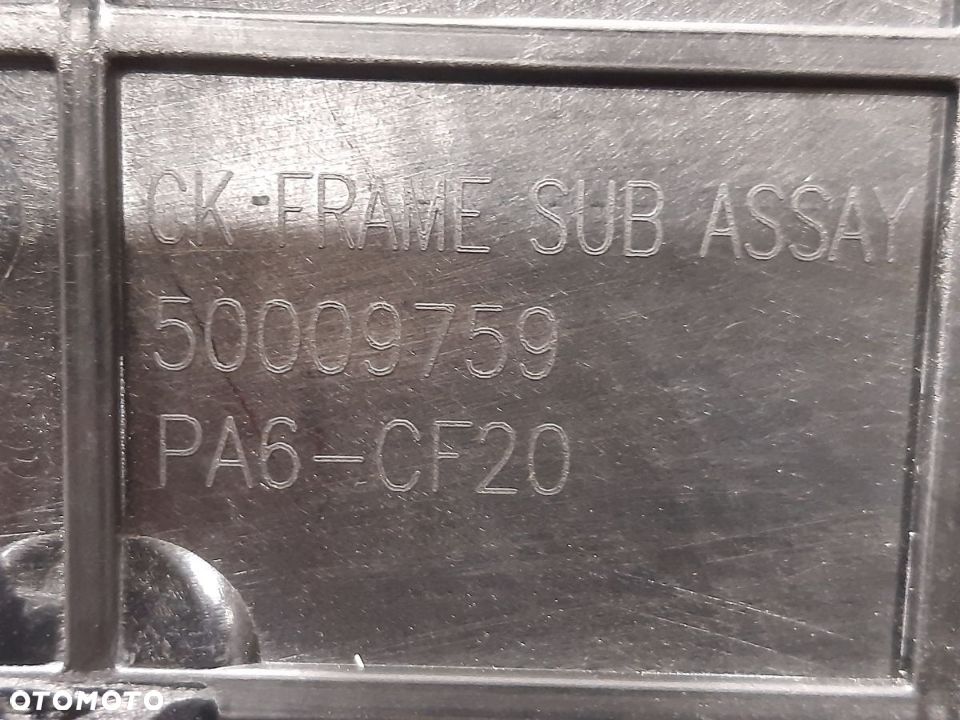 CK-FRAME SUB ASSAY
50009759
PA6-CF20
OTOMOTO